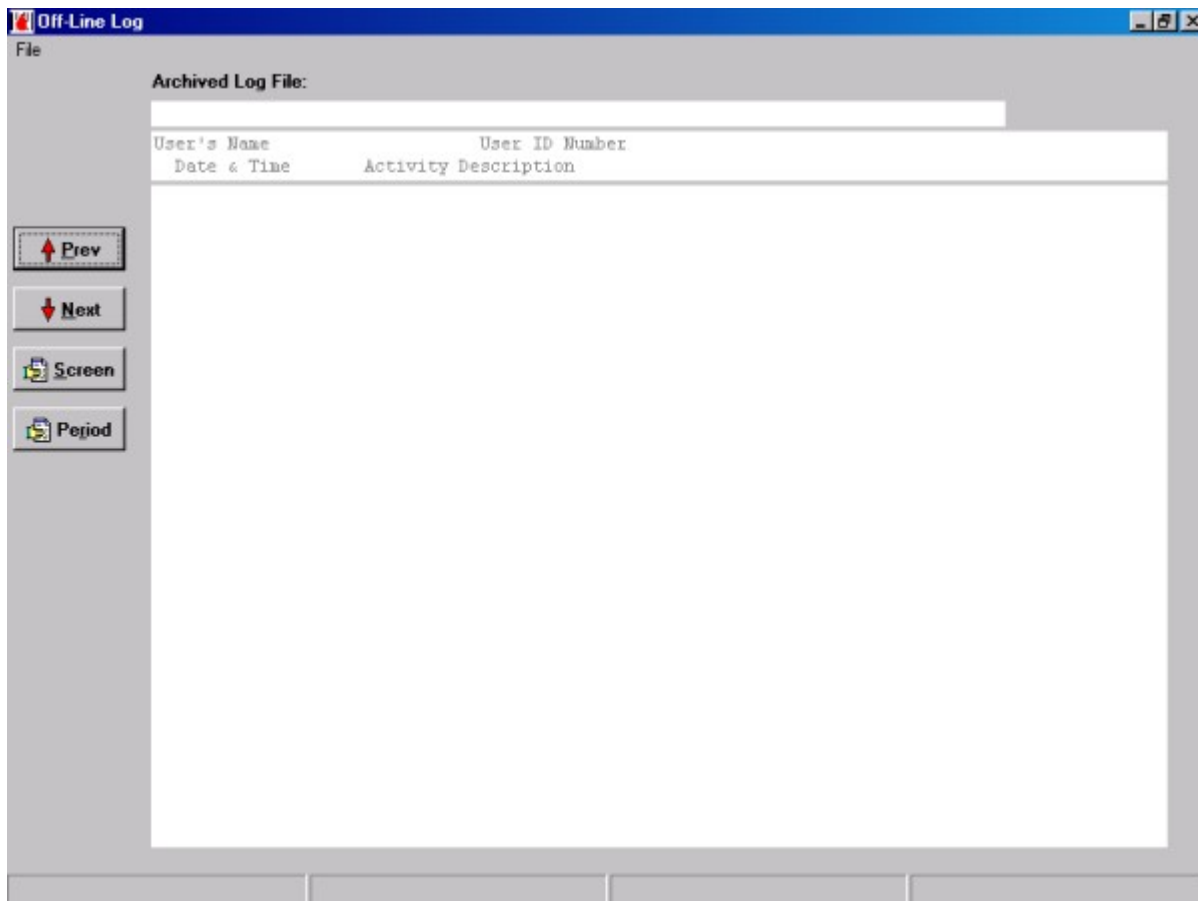 Off-Line Log
File
Archived Log File:
User's Name User ID Number
Date & Time Activity Description
Prev
Next
Screen
Period